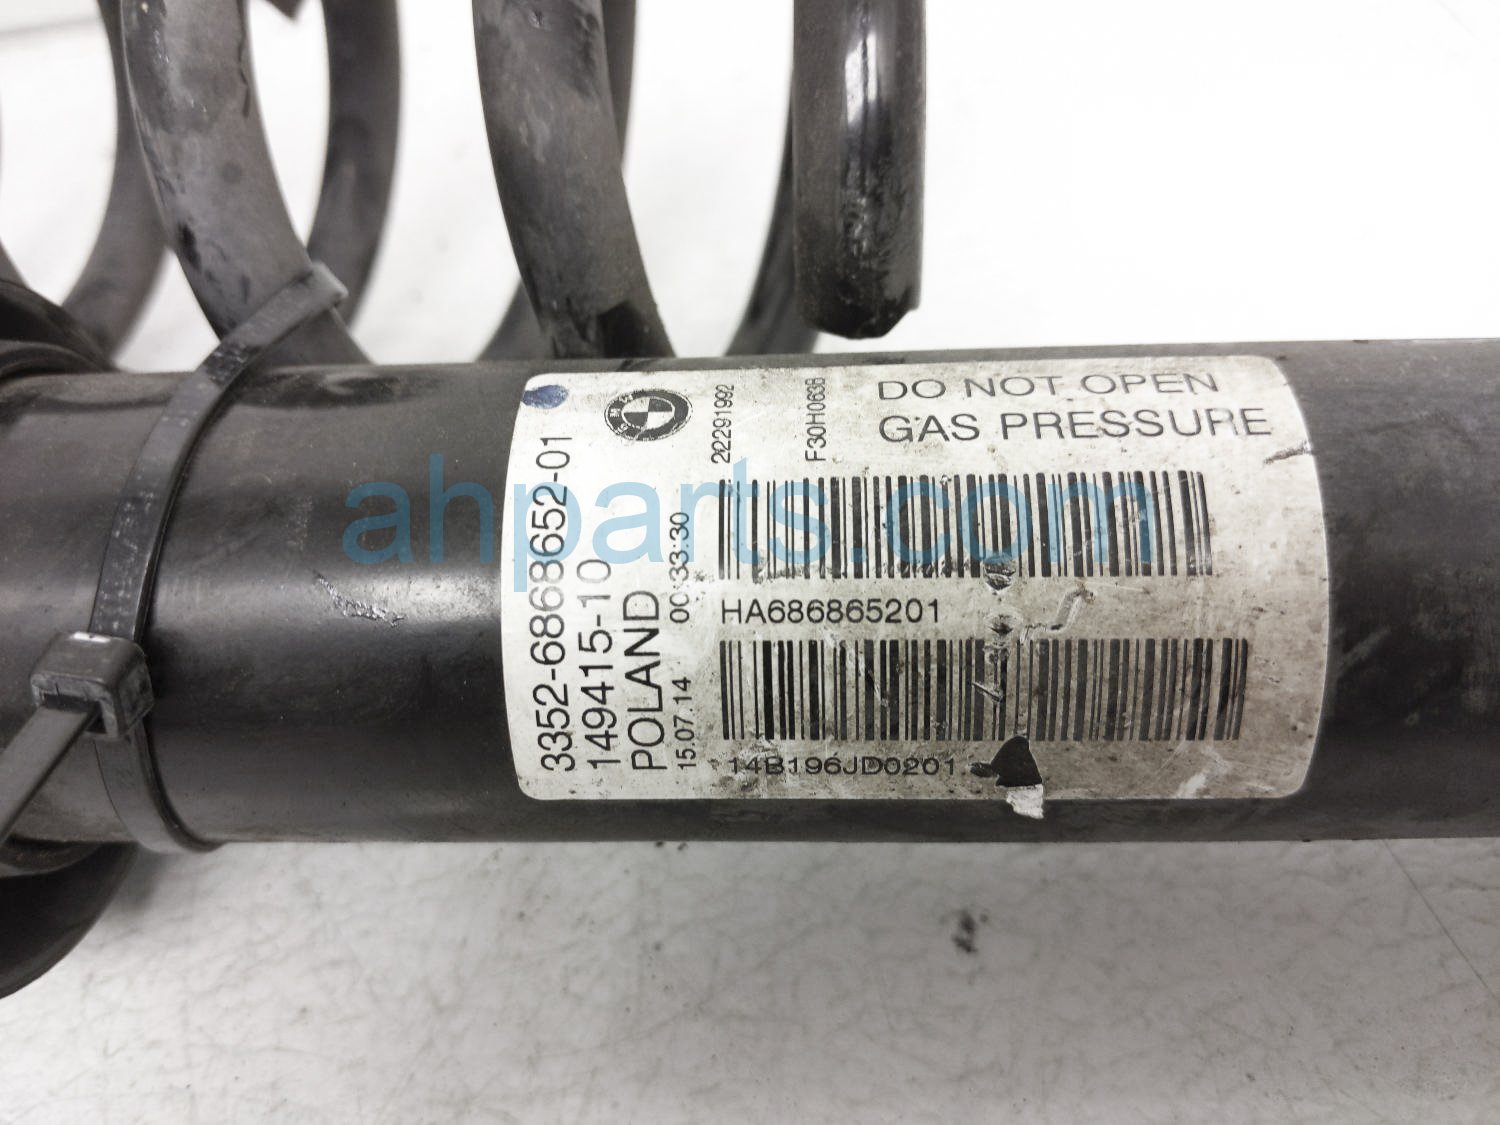 DO NOT OPEN
GAS PRESSURE
22291992
F30H0636
3352-6868652-01
149415-10
POLAND
15.07.14 00:33:30
HA686865201
14B196JD0201
ahparts.com